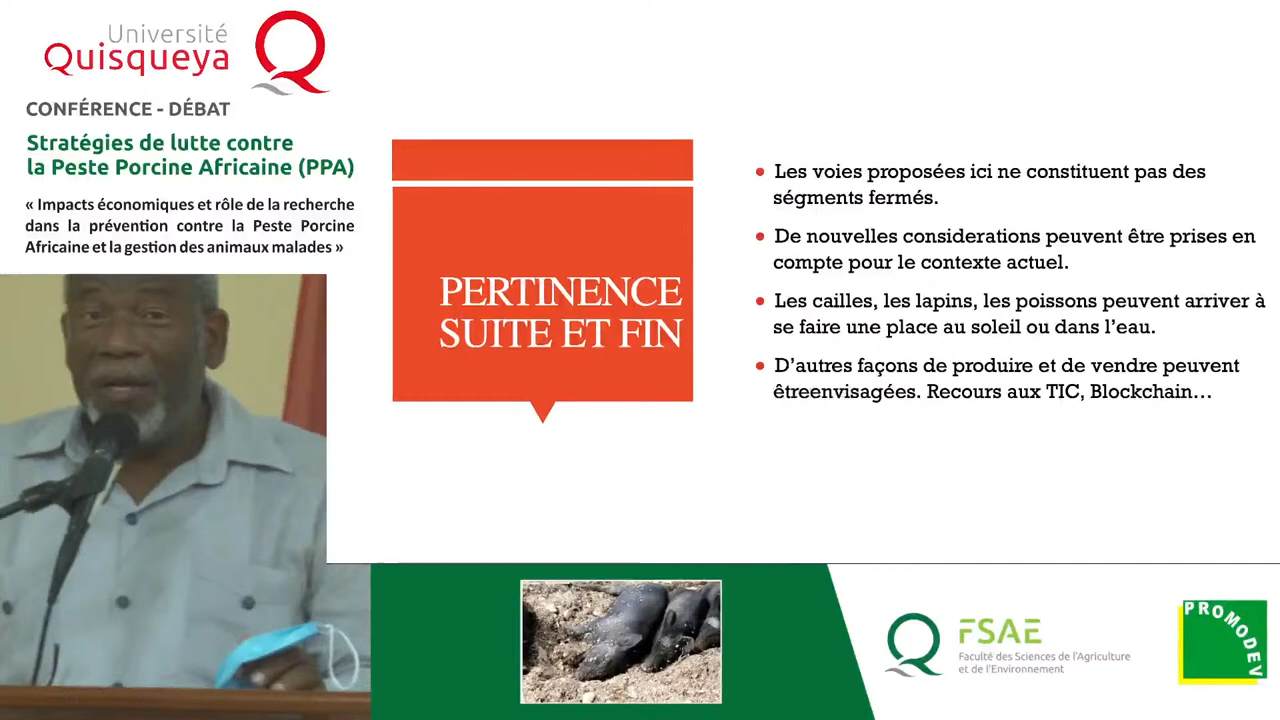 Université
Quisqueya
CONFÉRENCE - DÉBAT
Stratégies de lutte contre
la Peste Porcine Africaine (PPA)
« Impacts économiques et rôle de la recherche
dans la prévention contre la Peste Porcine
Africaine et la gestion des animaux malades »
PERTINENCE
SUITE ET FIN
• Les voies proposées ici ne constituent pas des
ségments fermés.
• De nouvelles considerations peuvent être prises en
compte pour le contexte actuel.
• Les cailles, les lapins, les poissons peuvent arriver à
se faire une place au soleil ou dans l’eau.
• D’autres façons de produire et de vendre peuvent
êtreenvisagées. Recours aux TIC, Blockchain…
FSAE
Faculté des Sciences de l'Agriculture
et de l'Environnement
PROMODEV